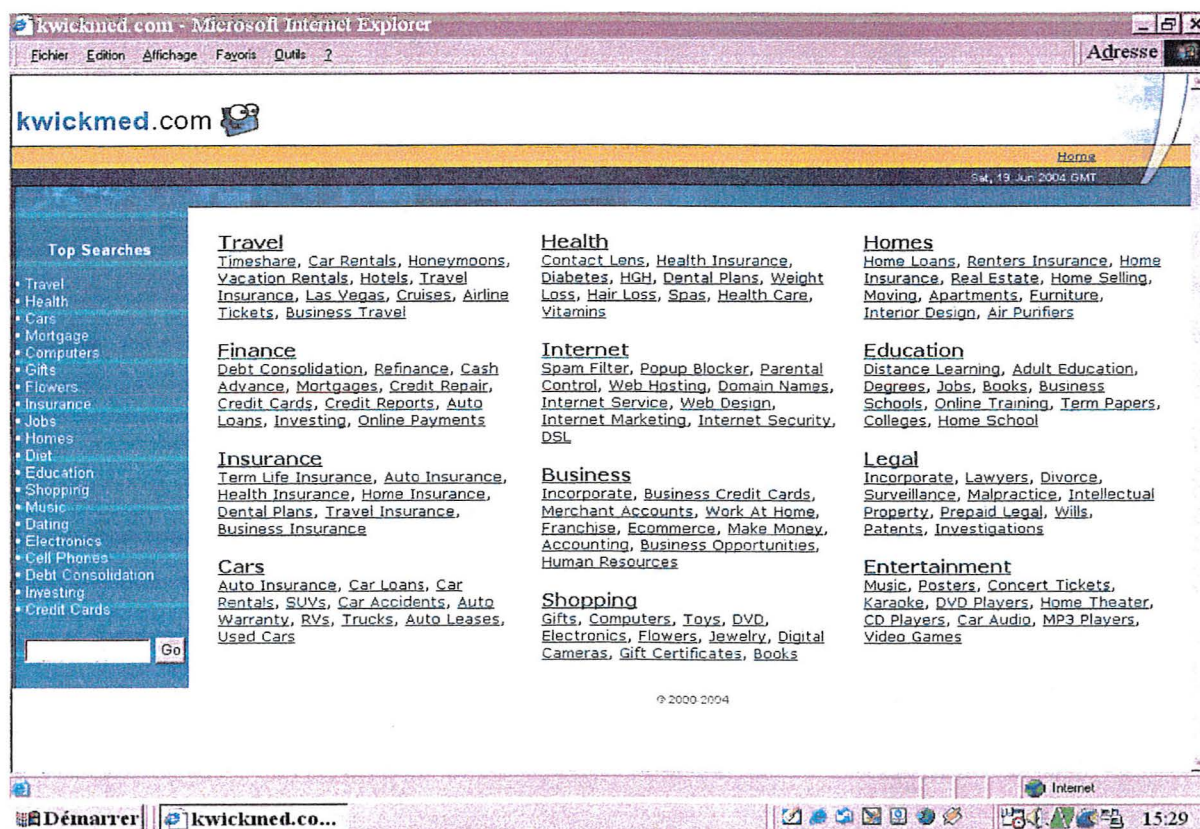 kwickmed.com - Microsoft Internet Explorer
Fichier Edition Affichage Favoris Outils ?
Adresse
kwickmed.com
Home
Sat, 19 Jun 2004 GMT
Top Searches
• Travel
• Health
• Cars
• Mortgage
• Computers
• Gifts
• Flowers
• Insurance
• Jobs
• Homes
• Diet
• Education
• Shopping
• Music
• Dating
• Electronics
• Cell Phones
• Debt Consolidation
• Investing
• Credit Cards
Go
Travel
Timeshare, Car Rentals, Honeymoons,
Vacation Rentals, Hotels, Travel
Insurance, Las Vegas, Cruises, Airline
Tickets, Business Travel
Finance
Debt Consolidation, Refinance, Cash
Advance, Mortgages, Credit Repair,
Credit Cards, Credit Reports, Auto
Loans, Investing, Online Payments
Insurance
Term Life Insurance, Auto Insurance,
Health Insurance, Home Insurance,
Dental Plans, Travel Insurance,
Business Insurance
Cars
Auto Insurance, Car Loans, Car
Rentals, SUVs, Car Accidents, Auto
Warranty, RVs, Trucks, Auto Leases,
Used Cars
Health
Contact Lens, Health Insurance,
Diabetes, HGH, Dental Plans, Weight
Loss, Hair Loss, Spas, Health Care,
Vitamins
Internet
Spam Filter, Popup Blocker, Parental
Control, Web Hosting, Domain Names,
Internet Service, Web Design,
Internet Marketing, Internet Security,
DSL
Business
Incorporate, Business Credit Cards,
Merchant Accounts, Work At Home,
Franchise, Ecommerce, Make Money,
Accounting, Business Opportunities,
Human Resources
Shopping
Gifts, Computers, Toys, DVD,
Electronics, Flowers, Jewelry, Digital
Cameras, Gift Certificates, Books
Homes
Home Loans, Renters Insurance, Home
Insurance, Real Estate, Home Selling,
Moving, Apartments, Furniture,
Interior Design, Air Purifiers
Education
Distance Learning, Adult Education,
Degrees, Jobs, Books, Business
Schools, Online Training, Term Papers,
Colleges, Home School
Legal
Incorporate, Lawyers, Divorce,
Surveillance, Malpractice, Intellectual
Property, Prepaid Legal, Wills,
Patents, Investigations
Entertainment
Music, Posters, Concert Tickets,
Karaoke, DVD Players, Home Theater,
CD Players, Car Audio, MP3 Players,
Video Games
© 2000-2004
Internet
Démarrer
kwickmed.co...
15:29